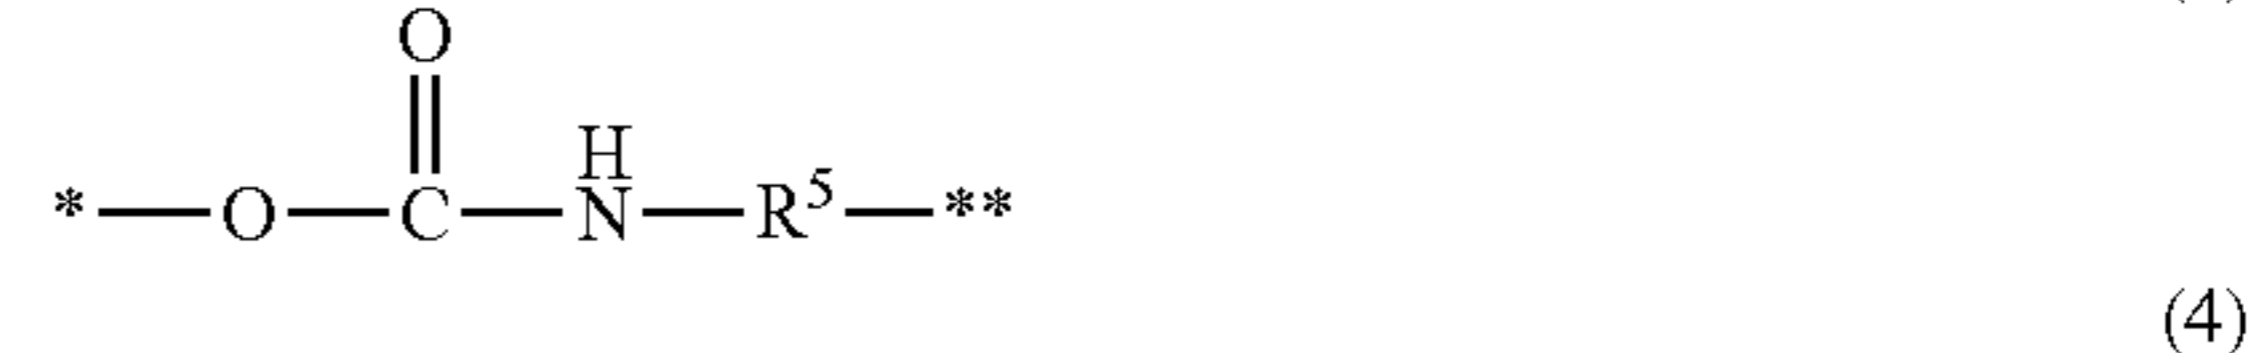 O
H
* — O — C — N — R⁵ — **
(4)